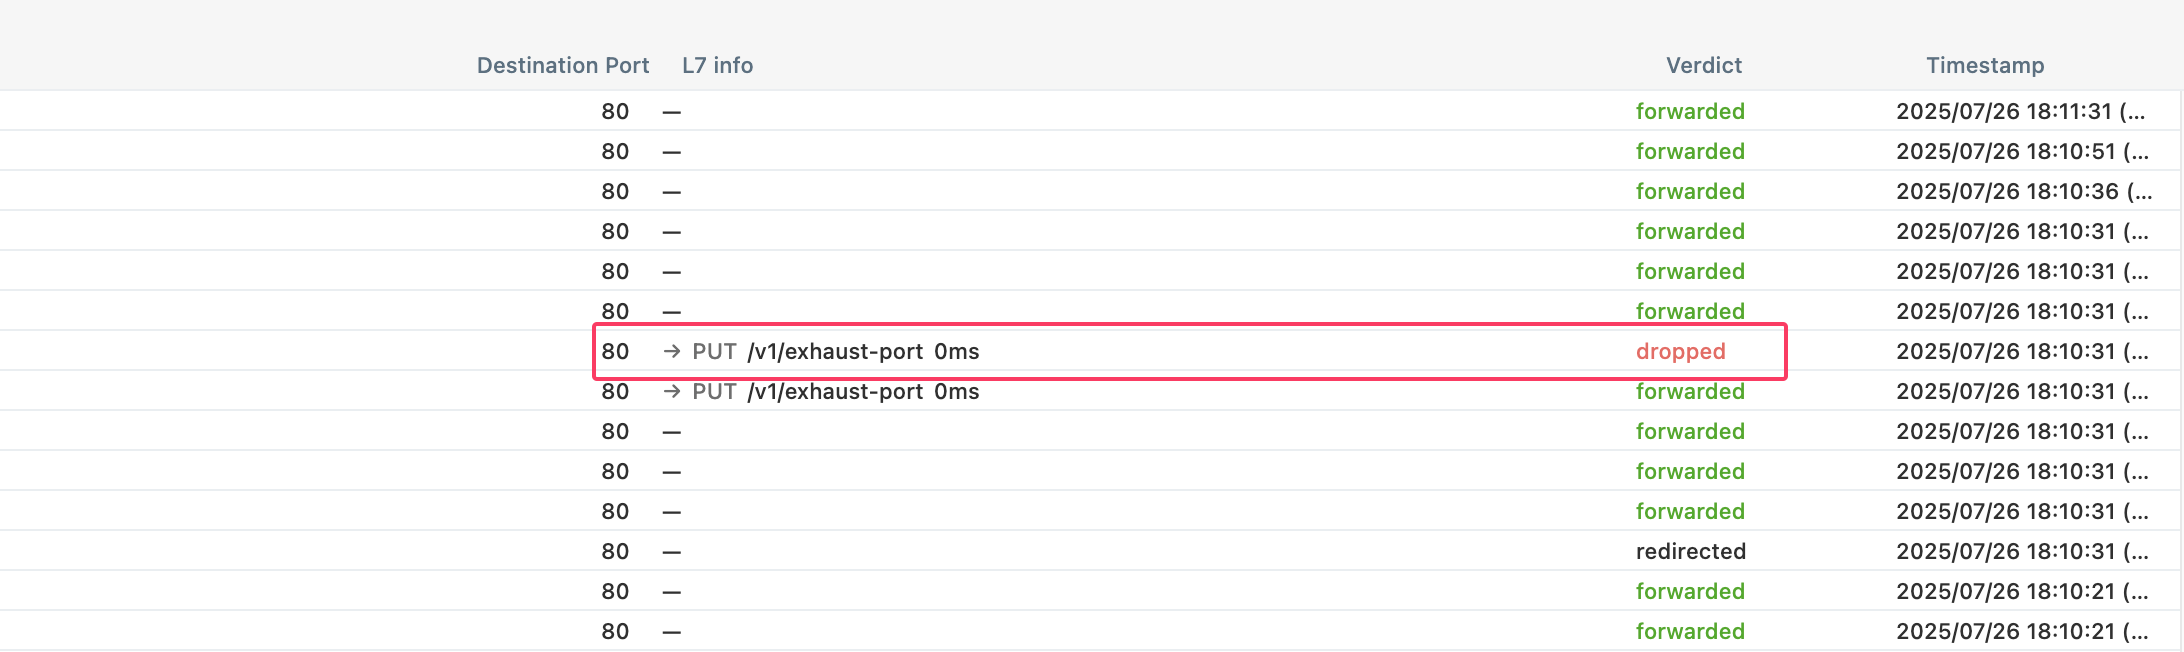 Destination Port L7 info Verdict Timestamp
80 — forwarded 2025/07/26 18:11:31 (...
80 — forwarded 2025/07/26 18:10:51 (...
80 — forwarded 2025/07/26 18:10:36 (...
80 — forwarded 2025/07/26 18:10:31 (...
80 — forwarded 2025/07/26 18:10:31 (...
80 — forwarded 2025/07/26 18:10:31 (...
80 → PUT /v1/exhaust-port 0ms dropped 2025/07/26 18:10:31 (...
80 → PUT /v1/exhaust-port 0ms forwarded 2025/07/26 18:10:31 (...
80 — forwarded 2025/07/26 18:10:31 (...
80 — forwarded 2025/07/26 18:10:31 (...
80 — forwarded 2025/07/26 18:10:31 (...
80 — redirected 2025/07/26 18:10:31 (...
80 — forwarded 2025/07/26 18:10:21 (...
80 — forwarded 2025/07/26 18:10:21 (...